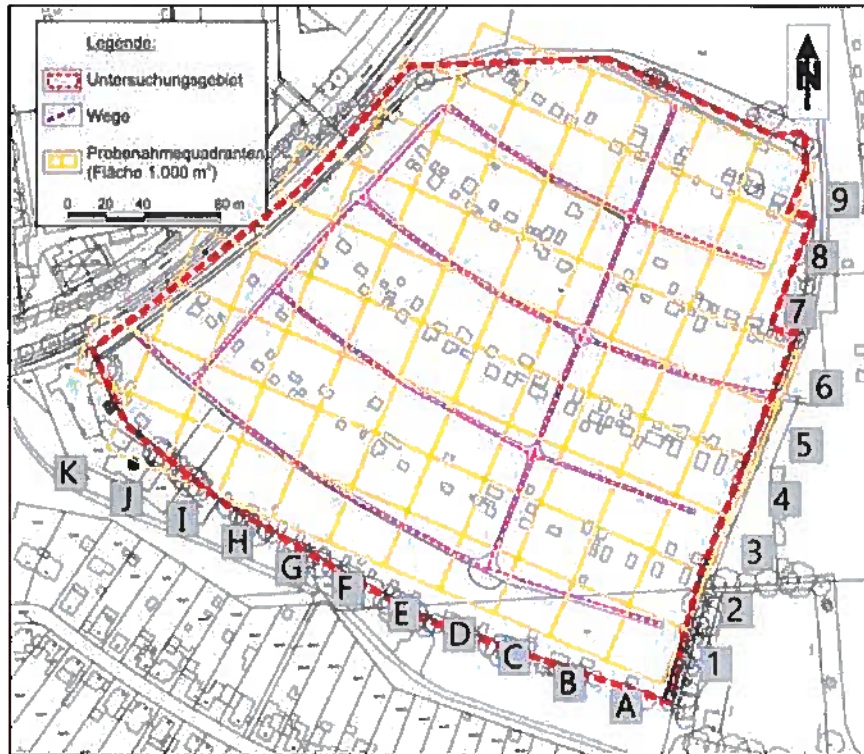 Legende:
Untersuchungsgebiet
Wege
Probenahmequadranten
(Fläche 1.000 m²)
0 20 40 80 m
N
9
8
7
6
5
4
3
2
1
K
J
I
H
G
F
E
D
C
B
A